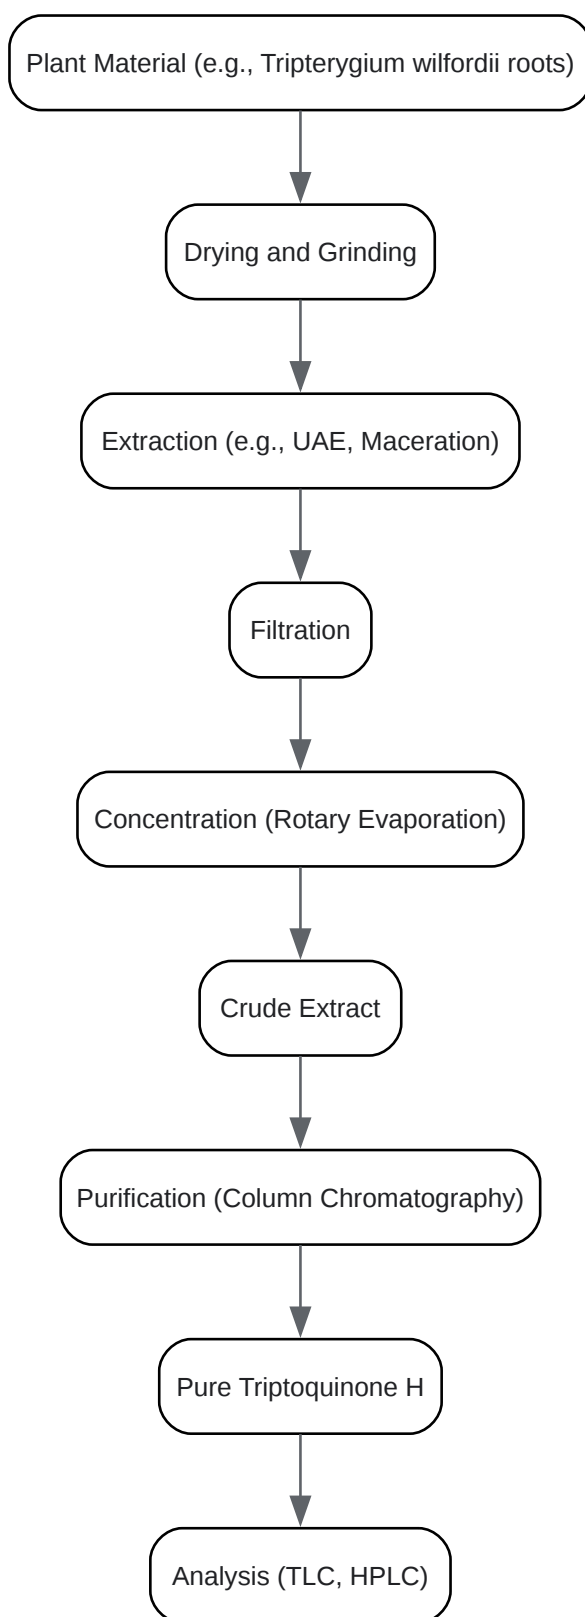 Plant Material (e.g., Tripterygium wilfordii roots)
Drying and Grinding
Extraction (e.g., UAE, Maceration)
Filtration
Concentration (Rotary Evaporation)
Crude Extract
Purification (Column Chromatography)
Pure Triptoquinone H
Analysis (TLC, HPLC)